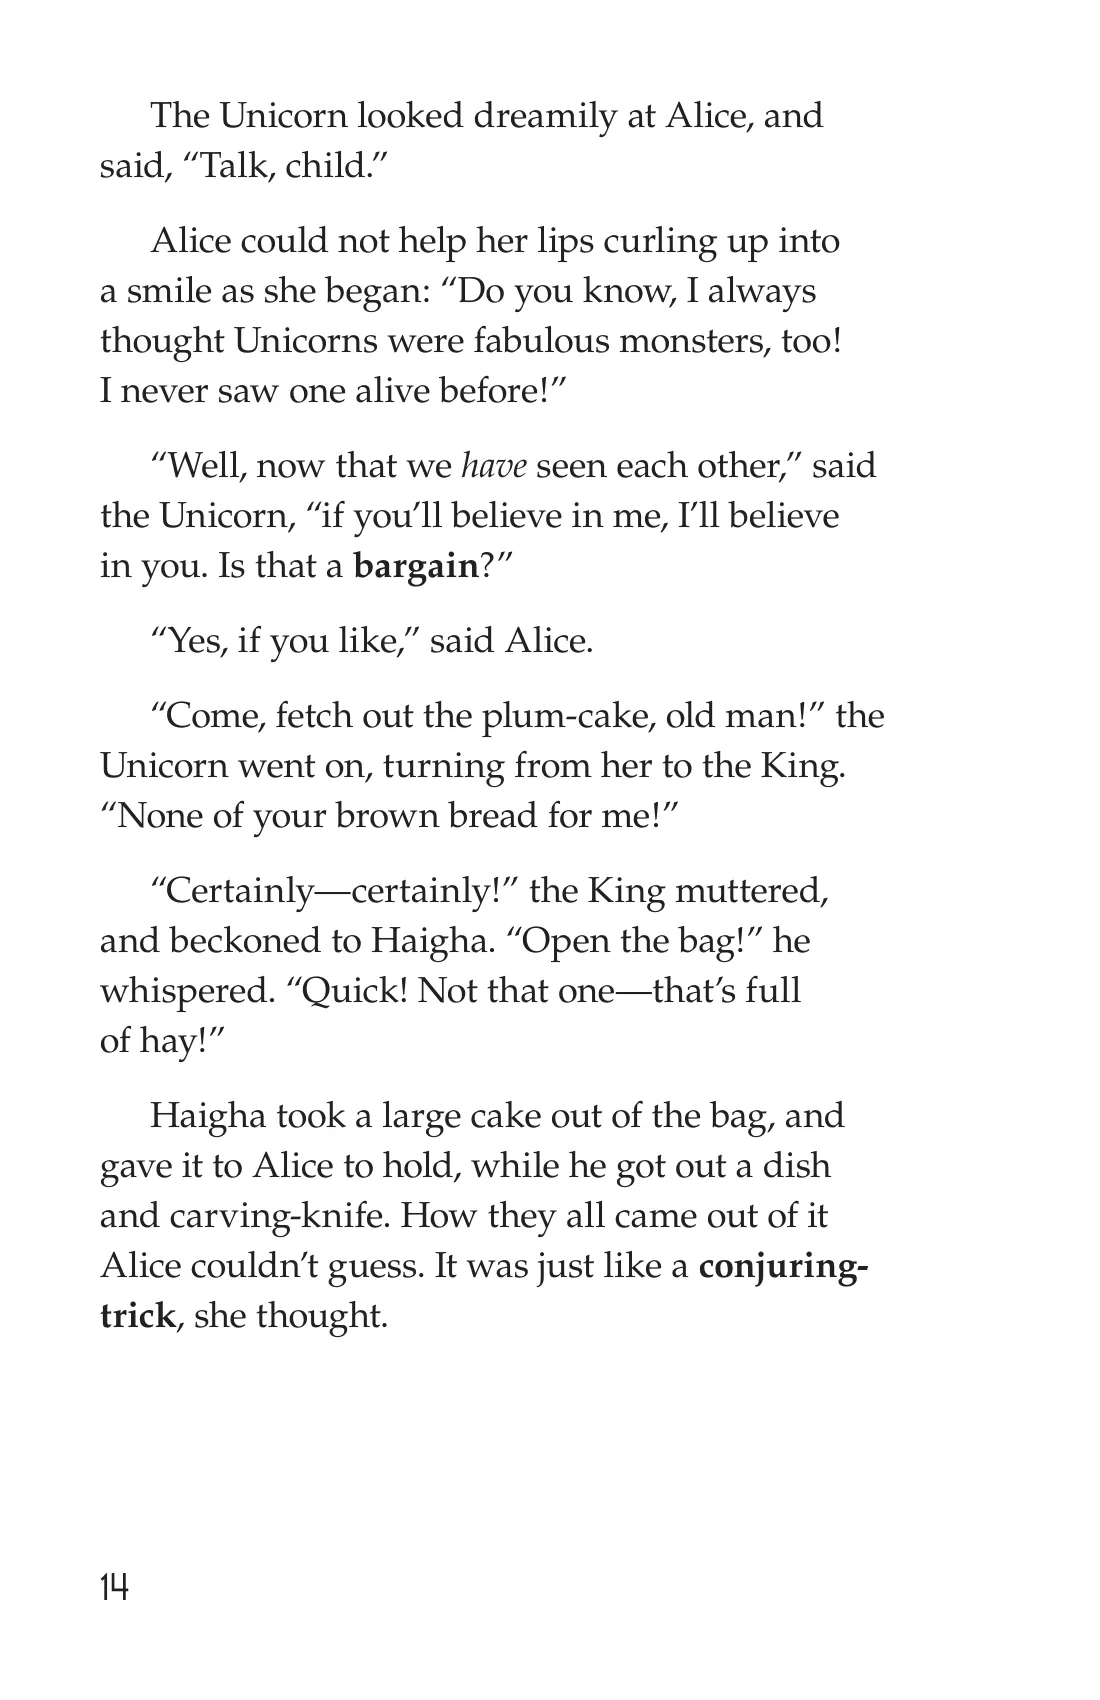 The Unicorn looked dreamily at Alice, and
said, “Talk, child.”
Alice could not help her lips curling up into
a smile as she began: “Do you know, I always
thought Unicorns were fabulous monsters, too!
I never saw one alive before!”
“Well, now that we have seen each other,” said
the Unicorn, “if you’ll believe in me, I’ll believe
in you. Is that a bargain?”
“Yes, if you like,” said Alice.
“Come, fetch out the plum-cake, old man!” the
Unicorn went on, turning from her to the King.
“None of your brown bread for me!”
“Certainly—certainly!” the King muttered,
and beckoned to Haigha. “Open the bag!” he
whispered. “Quick! Not that one—that’s full
of hay!”
Haigha took a large cake out of the bag, and
gave it to Alice to hold, while he got out a dish
and carving-knife. How they all came out of it
Alice couldn’t guess. It was just like a conjuring-
trick, she thought.
14